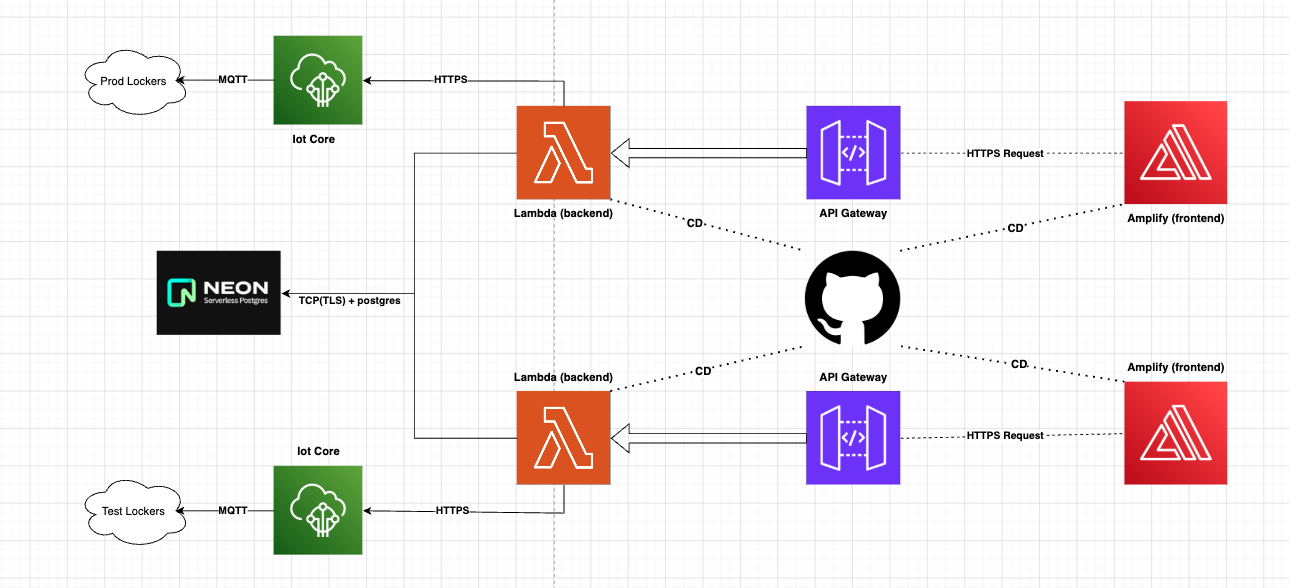 Prod Lockers
MQTT
HTTPS
Iot Core
Lambda (backend)
API Gateway
HTTPS Request
Amplify (frontend)
CD
CD
NEON
Serverless Postgres
TCP(TLS) + postgres
</>
</>
CD
CD
Lambda (backend)
API Gateway
Amplify (frontend)
HTTPS Request
Iot Core
Test Lockers
MQTT
HTTPS